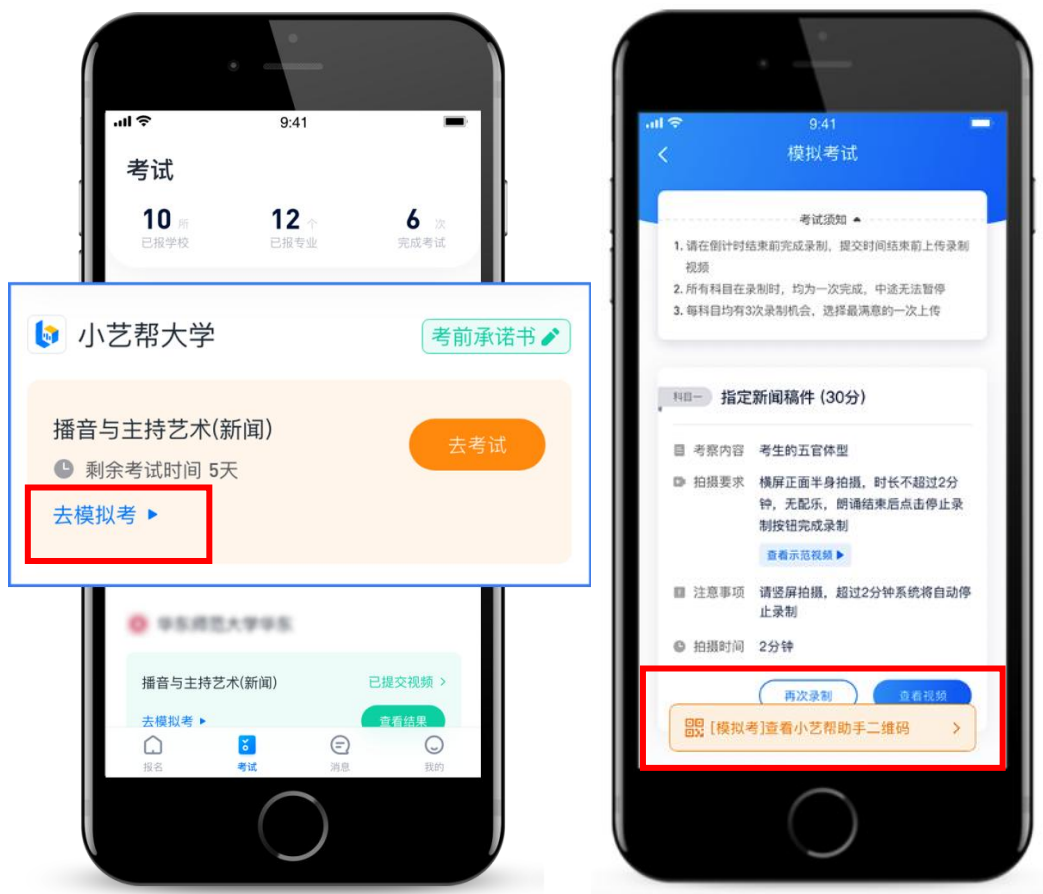 9:41
考试
10 所
12 个
6 次
已报学校
已报专业
完成考试
小艺帮大学
考前承诺书
播音与主持艺术(新闻)
去考试
剩余考试时间 5天
去模拟考
播音与主持艺术(新闻)
已提交视频
去模拟考
查看结果
报名
考试
消息
我的
9:41
模拟考试
考试须知
1. 请在倒计时结束前完成录制，提交时间结束前上传录制
视频
2. 所有科目在录制时，均为一次完成，中途无法暂停
3. 每科目均有3次录制机会，选择最满意的一次上传
科目一 指定新闻稿件 (30分)
考察内容 考生的五官体型
拍摄要求 横屏正面半身拍摄，时长不超过2分
钟，无配乐，朗诵结束后点击停止录
制按钮完成录制
查看示范视频
注意事项 请竖屏拍摄，超过2分钟系统将自动停
止录制
拍摄时间 2分钟
再次录制
查看视频
[模拟考]查看小艺帮助手二维码